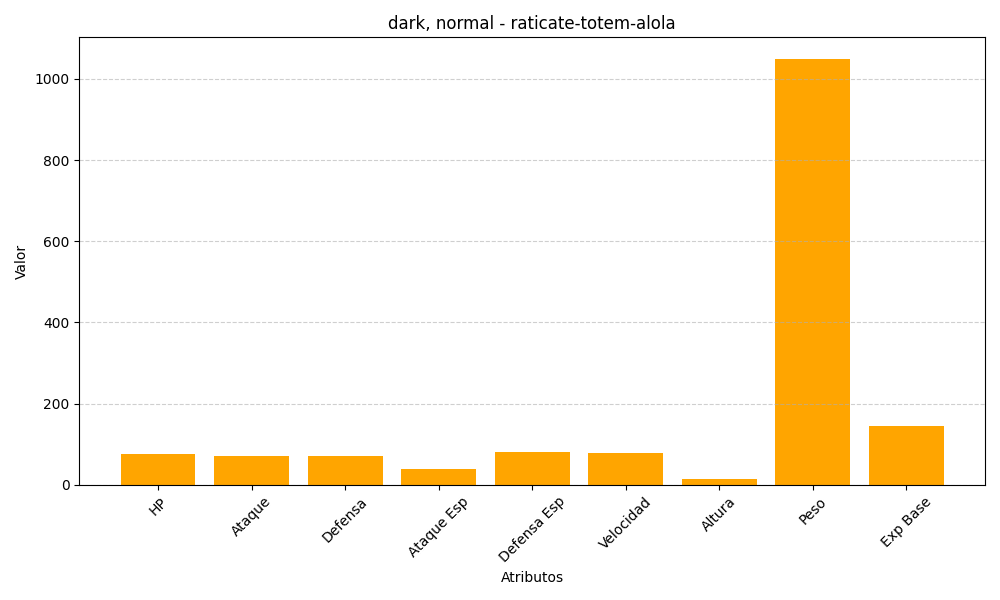 dark, normal - raticate-totem-alola
Valor
1000
800
600
400
200
0
HP
Ataque
Defensa
Ataque Esp
Defensa Esp
Velocidad
Altura
Peso
Exp Base
Atributos